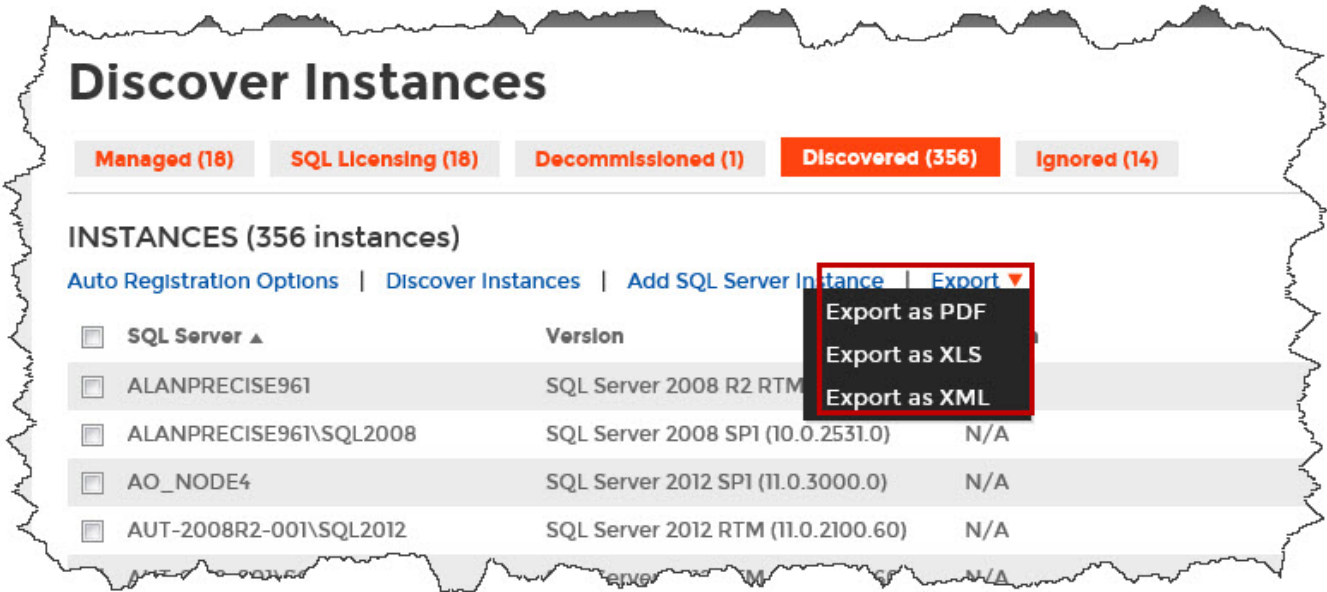 Discover Instances
Managed (18) SQL Licensing (18) Decommissioned (1) Discovered (356) Ignored (14)
INSTANCES (356 instances)
Auto Registration Options | Discover Instances | Add SQL Server Instance | Export
Export as PDF
SQL Server Version
Export as XLS
ALANPRECISE961 SQL Server 2008 R2 RTM
Export as XML
ALANPRECISE961\SQL2008 SQL Server 2008 SP1 (10.0.2531.0) N/A
AO_NODE4 SQL Server 2012 SP1 (11.0.3000.0) N/A
AUT-2008R2-001\SQL2012 SQL Server 2012 RTM (11.0.2100.60) N/A
N/A